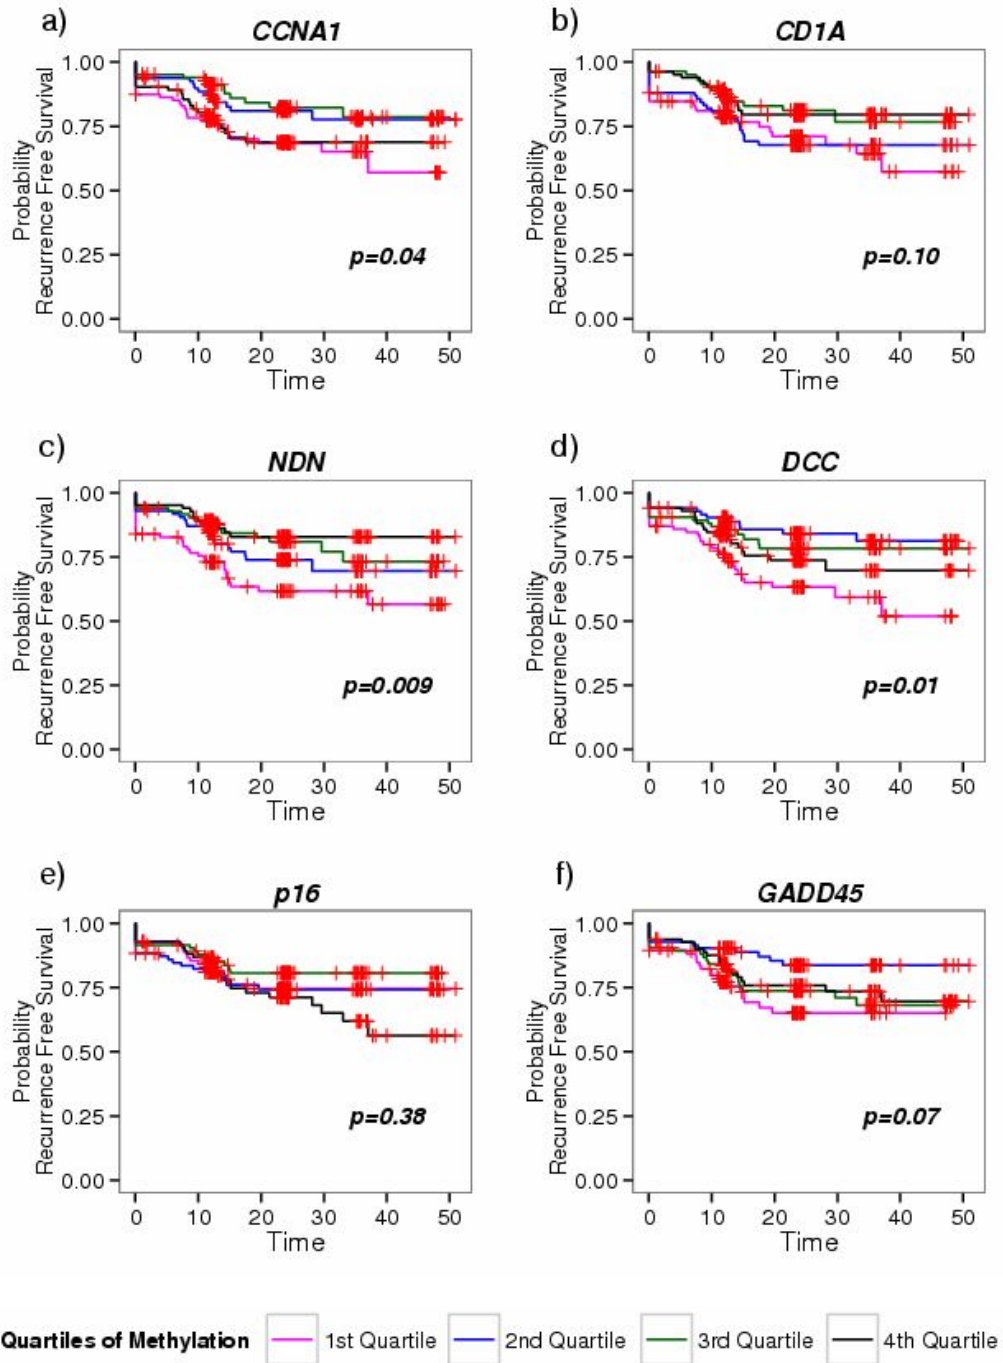 a)
CCNA1
Probability
Recurrence Free Survival
1.00
0.75
0.50
0.25
0.00
p=0.04
0 10 20 30 40 50
Time
b)
CD1A
Probability
Recurrence Free Survival
1.00
0.75
0.50
0.25
0.00
p=0.10
0 10 20 30 40 50
Time
c)
NDN
Probability
Recurrence Free Survival
1.00
0.75
0.50
0.25
0.00
p=0.009
0 10 20 30 40 50
Time
d)
DCC
Probability
Recurrence Free Survival
1.00
0.75
0.50
0.25
0.00
p=0.01
0 10 20 30 40 50
Time
e)
p16
Probability
Recurrence Free Survival
1.00
0.75
0.50
0.25
0.00
p=0.38
0 10 20 30 40 50
Time
f)
GADD45
Probability
Recurrence Free Survival
1.00
0.75
0.50
0.25
0.00
p=0.07
0 10 20 30 40 50
Time
Quartiles of Methylation 1st Quartile 2nd Quartile 3rd Quartile 4th Quartile